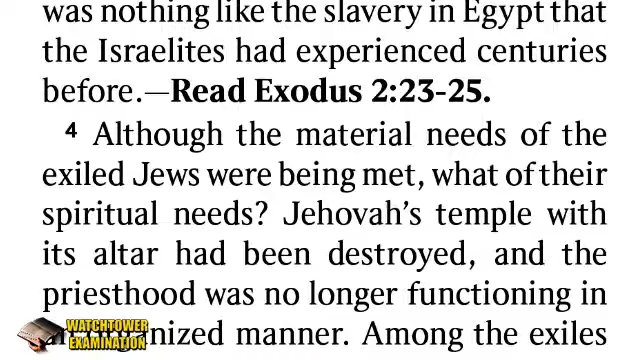 was nothing like the slavery in Egypt that
the Israelites had experienced centuries
before.—Read Exodus 2:23-25.
4 Although the material needs of the
exiled Jews were being met, what of their
spiritual needs? Jehovah’s temple with
its altar had been destroyed, and the
priesthood was no longer functioning in
an organized manner. Among the exiles
WATCHTOWER
EXAMINATION